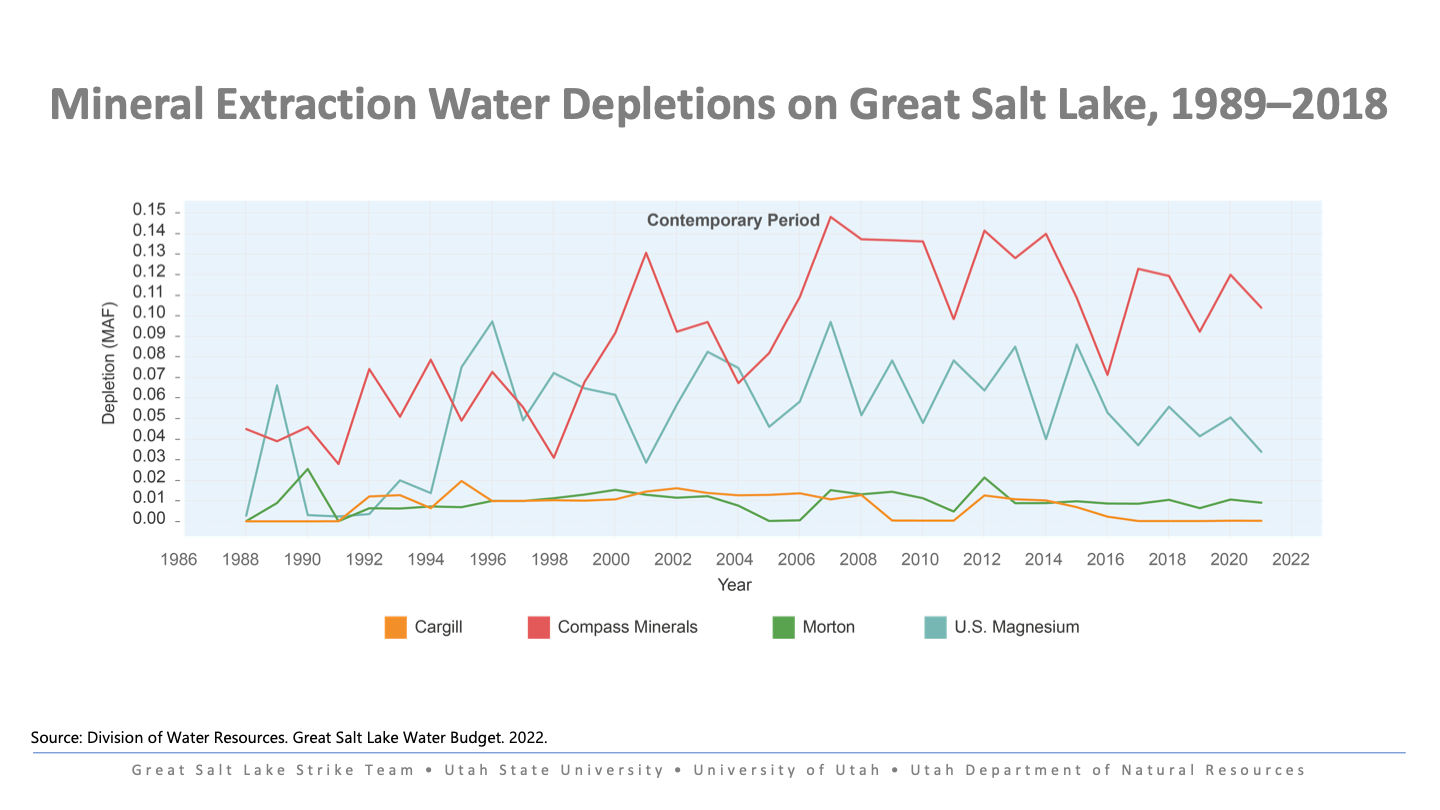 Mineral Extraction Water Depletions on Great Salt Lake, 1989–2018
Contemporary Period
Depletion (MAF)
0.15
0.14
0.13
0.12
0.11
0.10
0.09
0.08
0.07
0.06
0.05
0.04
0.03
0.02
0.01
0.00
1986 1988 1990 1992 1994 1996 1998 2000 2002 2004 2006 2008 2010 2012 2014 2016 2018 2020 2022
Year
Cargill Compass Minerals Morton U.S. Magnesium
Source: Division of Water Resources. Great Salt Lake Water Budget. 2022.
Great Salt Lake Strike Team • Utah State University • University of Utah • Utah Department of Natural Resources